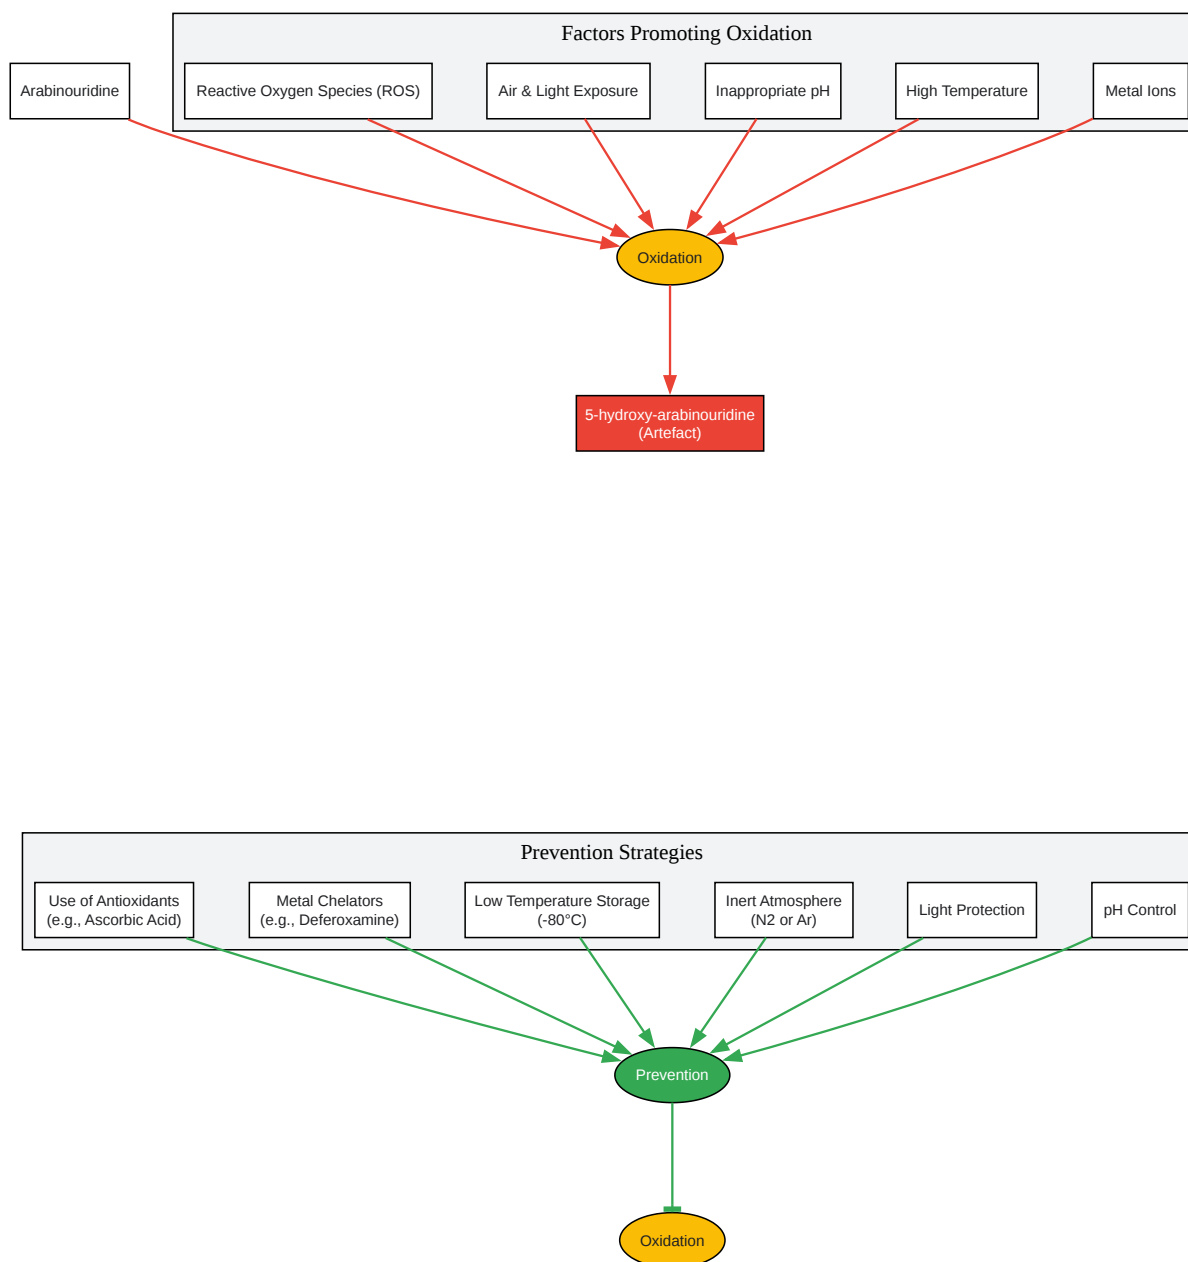 Factors Promoting Oxidation
Arabinouridine
Reactive Oxygen Species (ROS)
Air & Light Exposure
Inappropriate pH
High Temperature
Metal Ions
Oxidation
5-hydroxy-arabinouridine
(Artefact)
Prevention Strategies
Use of Antioxidants
(e.g., Ascorbic Acid)
Metal Chelators
(e.g., Deferoxamine)
Low Temperature Storage
(-80°C)
Inert Atmosphere
(N2 or Ar)
Light Protection
pH Control
Prevention
Oxidation